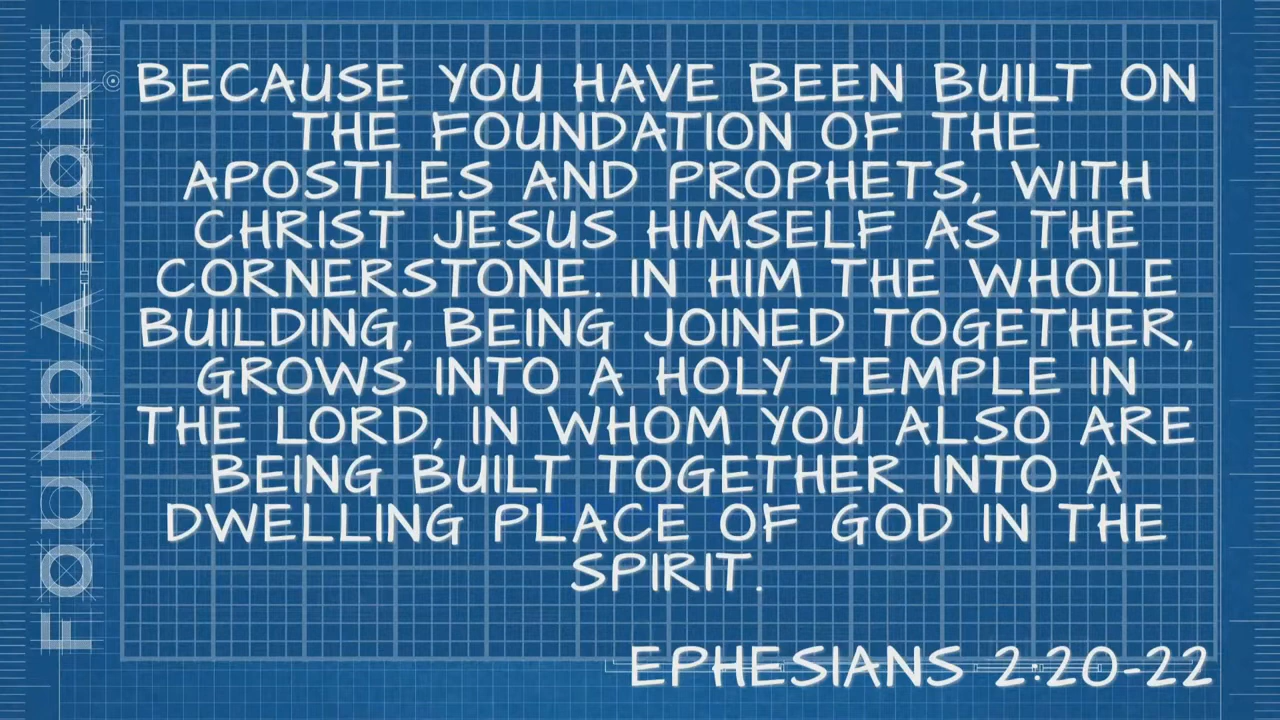 FOUNDATIONS
BECAUSE YOU HAVE BEEN BUILT ON
THE FOUNDATION OF THE
APOSTLES AND PROPHETS, WITH
CHRIST JESUS HIMSELF AS THE
CORNERSTONE. IN HIM THE WHOLE
BUILDING, BEING JOINED TOGETHER,
GROWS INTO A HOLY TEMPLE IN
THE LORD, IN WHOM YOU ALSO ARE
BEING BUILT TOGETHER INTO A
DWELLING PLACE OF GOD IN THE
SPIRIT.
EPHESIANS 2:20-22